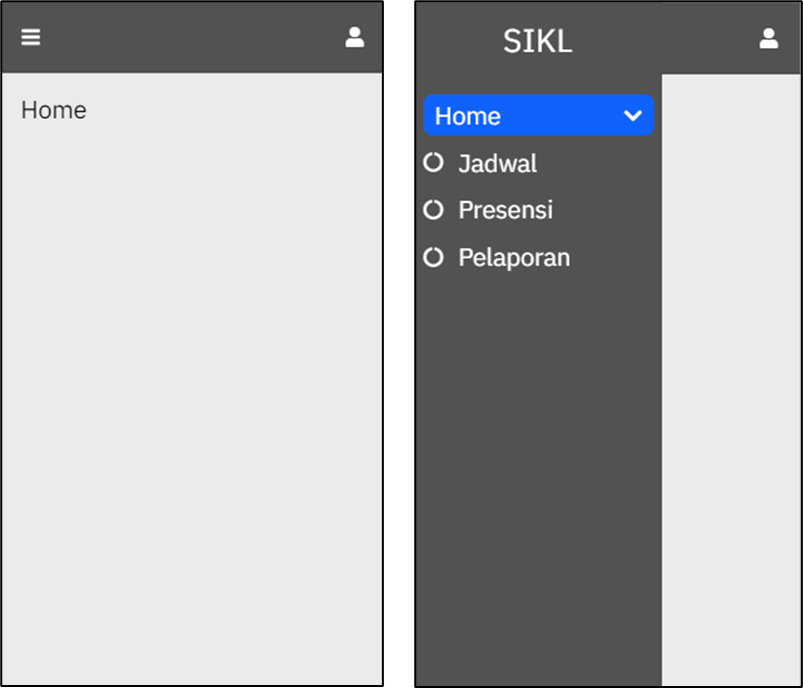 Home
SIKL
Home
Jadwal
Presensi
Pelaporan